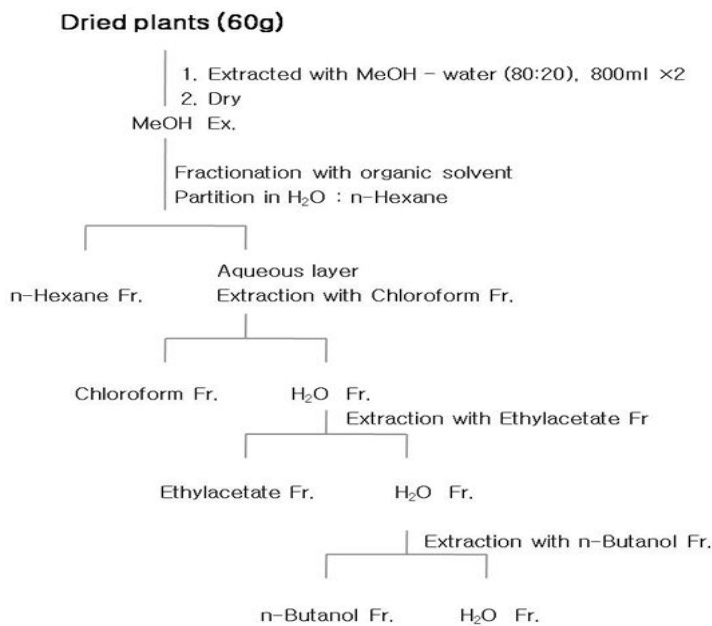 Dried plants (60g)
1. Extracted with MeOH - water (80:20), 800ml ×2
2. Dry
MeOH Ex.
Fractionation with organic solvent
Partition in H₂O : n-Hexane
Aqueous layer
n-Hexane Fr.
Extraction with Chloroform Fr.
Chloroform Fr.
H₂O Fr.
Extraction with Ethylacetate Fr
Ethylacetate Fr.
H₂O Fr.
Extraction with n-Butanol Fr.
n-Butanol Fr.
H₂O Fr.